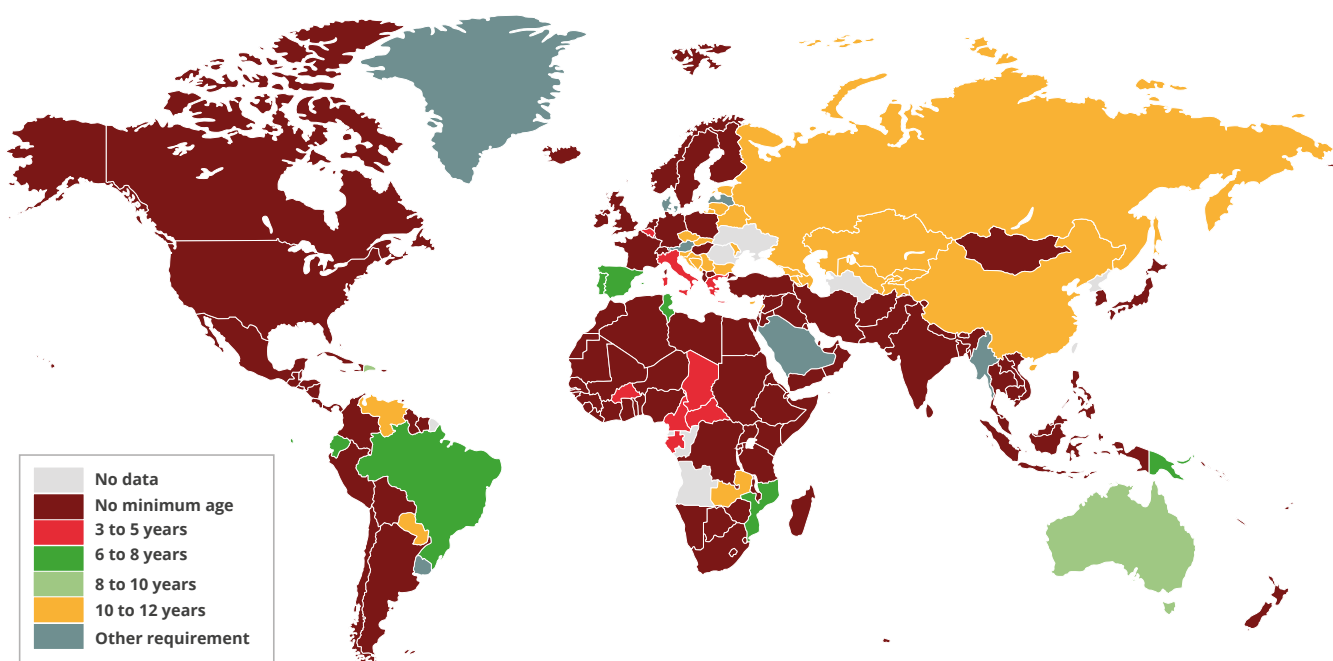 No data
No minimum age
3 to 5 years
6 to 8 years
8 to 10 years
10 to 12 years
Other requirement